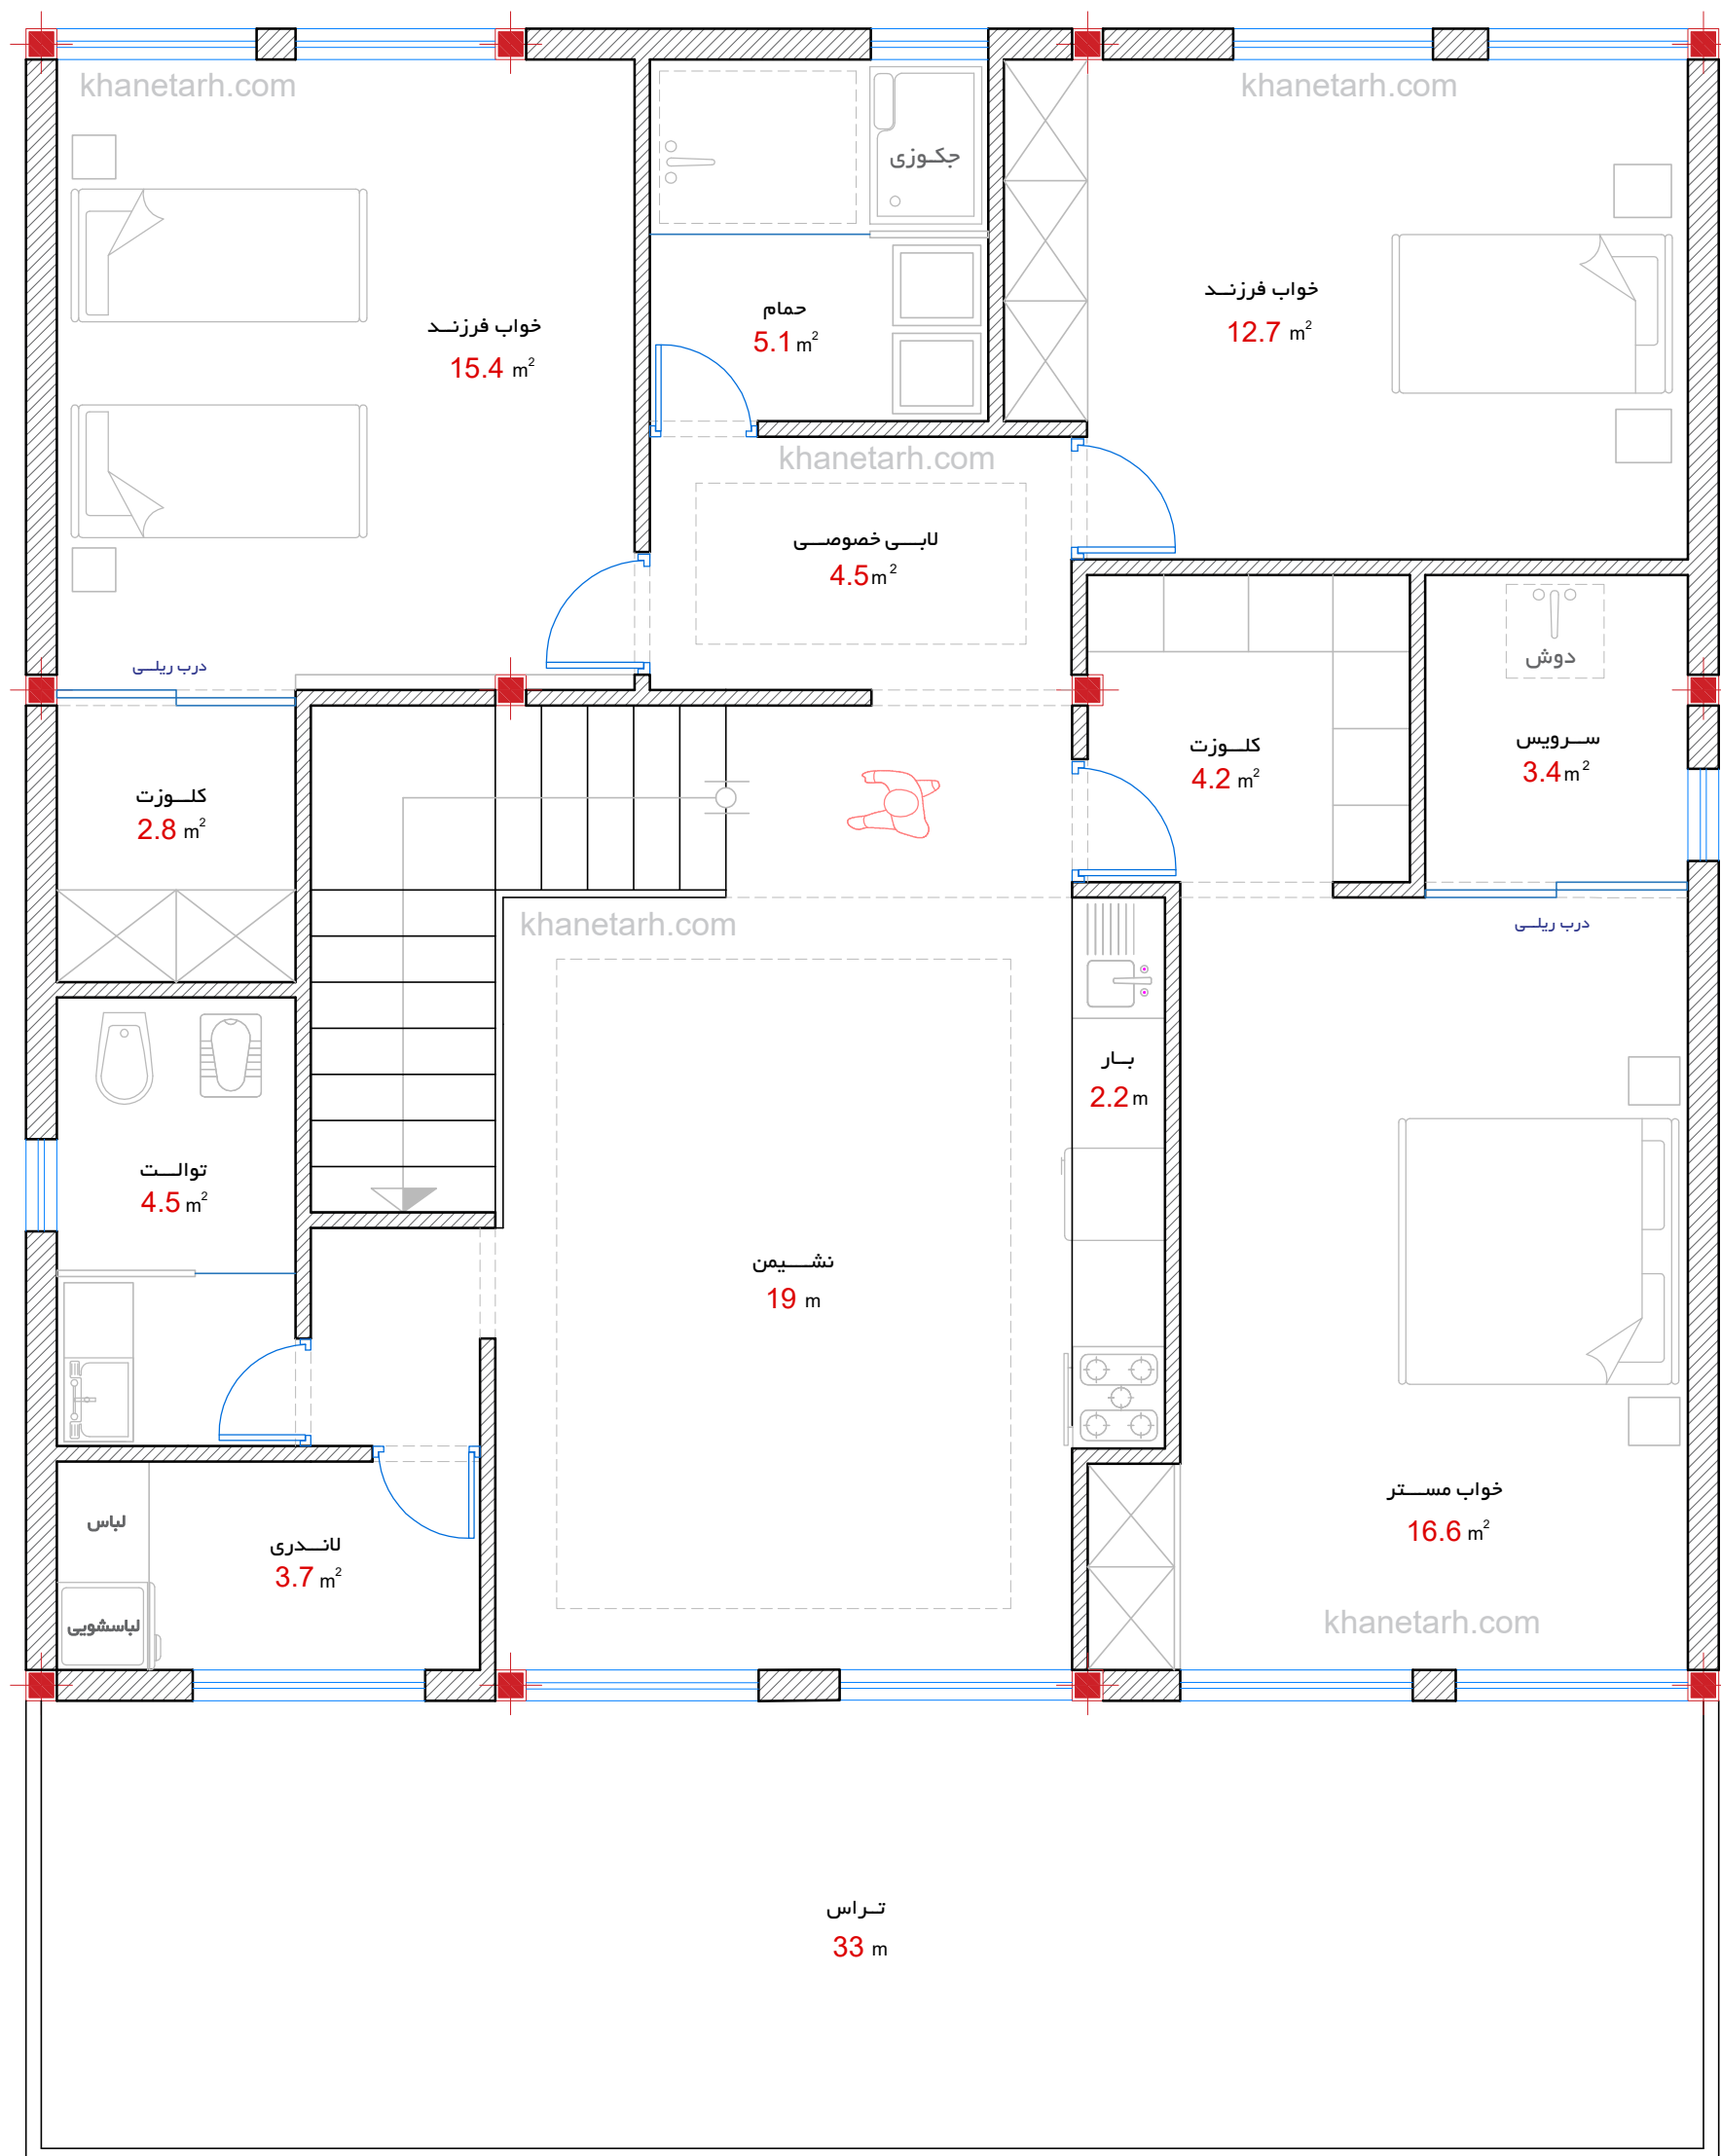 khanetarh.com
khanetarh.com
جکوزی
خواب فرزند
12.7 m²
حمام
5.1 m²
خواب فرزند
15.4 m²
khanetarh.com
لابی خصوصی
4.5 m²
دوش
درب ریلی
سرویس
3.4 m²
کلوزت
4.2 m²
کلوزت
2.8 m²
khanetarh.com
درب ریلی
بار
2.2 m
توالت
4.5 m²
نشیمن
19 m
خواب مستر
16.6 m²
لباس
لاندری
3.7 m²
لباسشویی
khanetarh.com
تراس
33 m